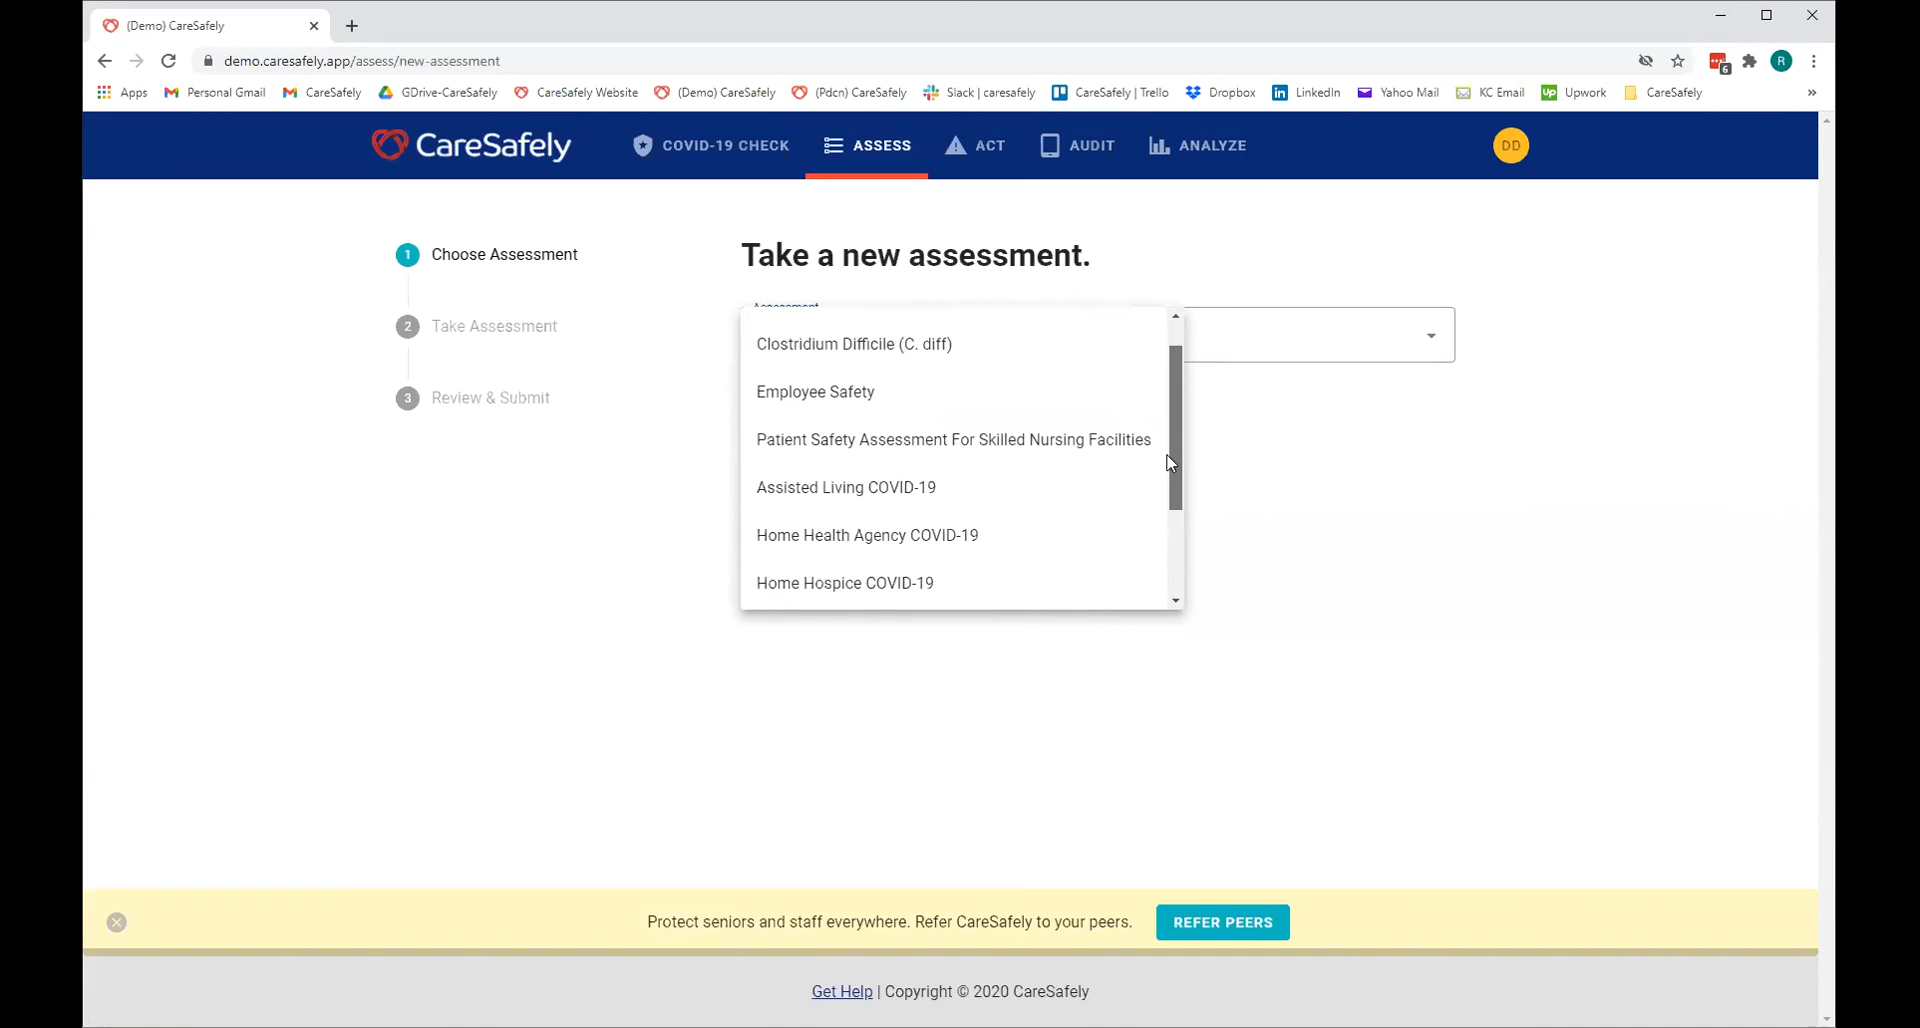 (Demo) CareSafely
demo.caresafely.app/assess/new-assessment
6
R
Apps Personal Gmail CareSafely GDrive-CareSafely CareSafely Website (Demo) CareSafely (Pdcn) CareSafely Slack | caresafely CareSafely | Trello Dropbox LinkedIn Yahoo Mail KC Email Upwork CareSafely
CareSafely COVID-19 CHECK ASSESS ACT AUDIT ANALYZE DD
1 Choose Assessment
2 Take Assessment
3 Review & Submit
Take a new assessment.
Assessment
Clostridium Difficile (C. diff)
Employee Safety
Patient Safety Assessment For Skilled Nursing Facilities
Assisted Living COVID-19
Home Health Agency COVID-19
Home Hospice COVID-19
Protect seniors and staff everywhere. Refer CareSafely to your peers. REFER PEERS
Get Help | Copyright © 2020 CareSafely